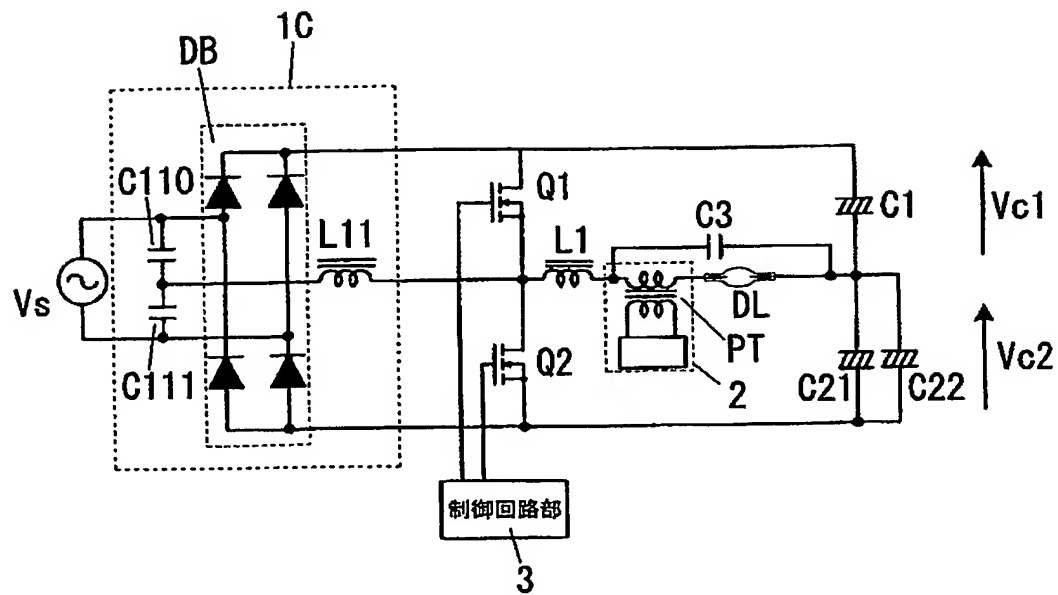 1C
DB
C110
Q1
C1
Vc1
C3
L11
L1
Vs
DL
PT
C111
Q2
2
C21
C22
Vc2
制御回路部
3